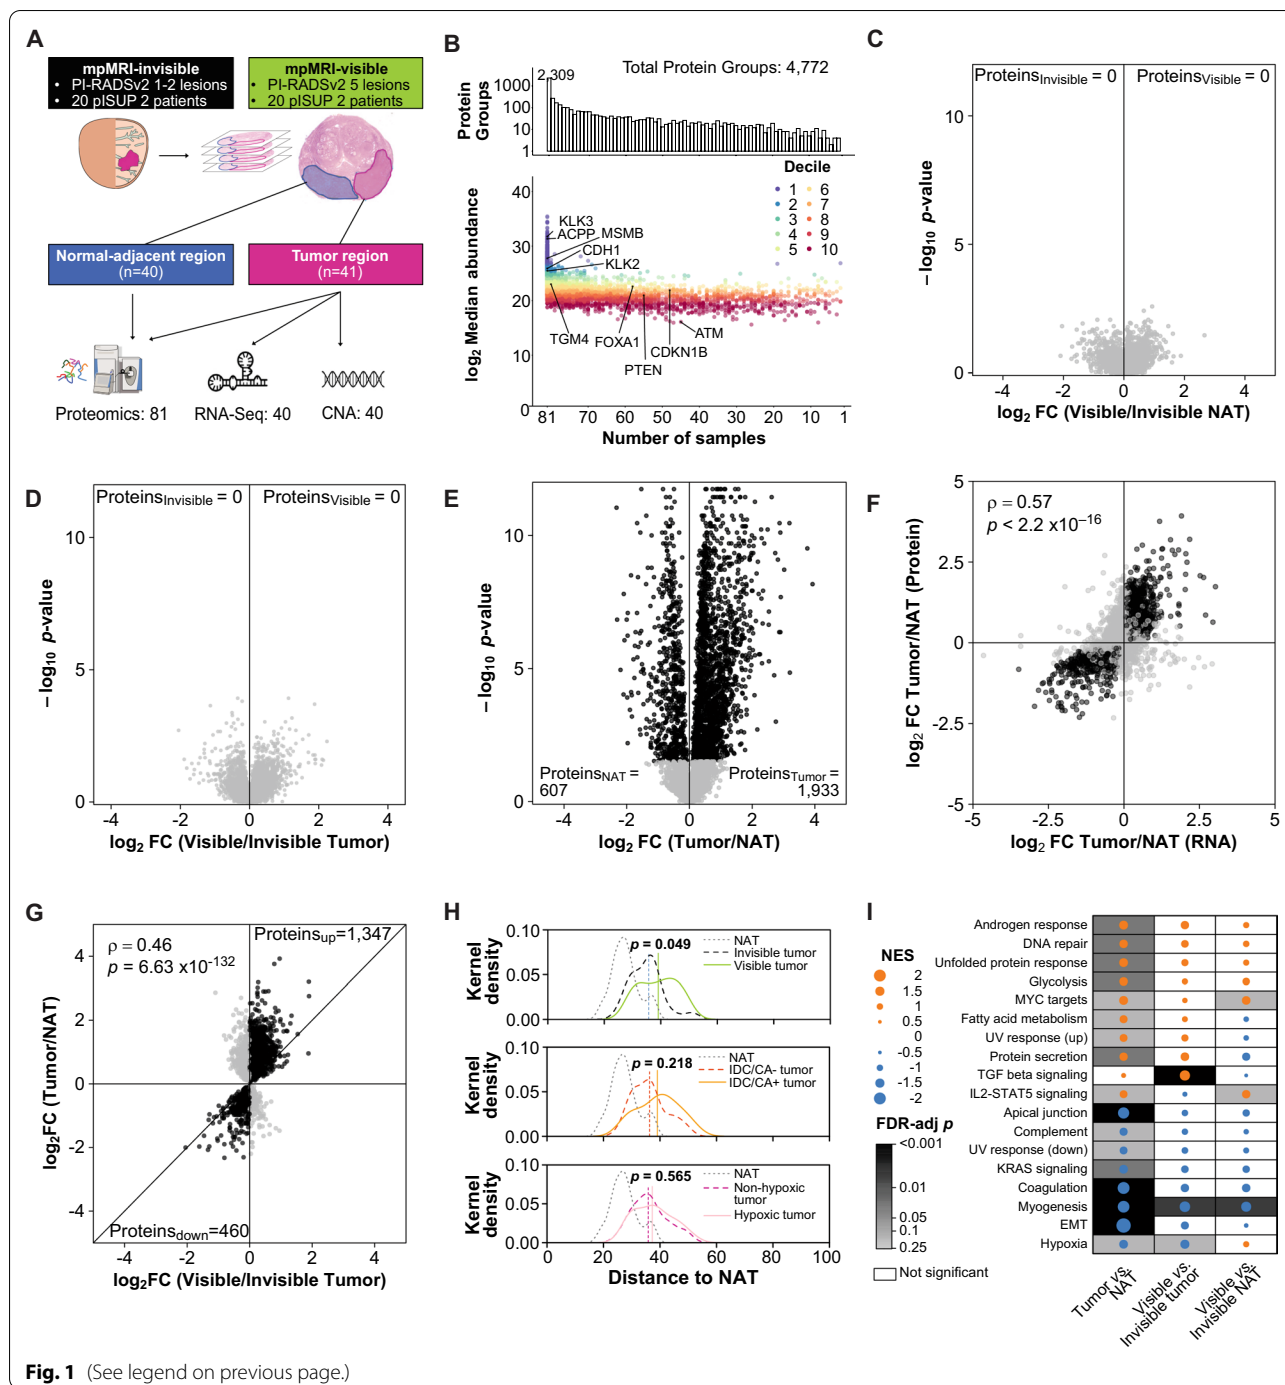 A
mpMRI-invisible
• PI-RADSv2 1-2 lesions
• 20 pISUP 2 patients
mpMRI-visible
• PI-RADSv2 5 lesions
• 20 pISUP 2 patients
Normal-adjacent region
(n=40)
Tumor region
(n=41)
Proteomics: 81
RNA-Seq: 40
CNA: 40
B
Total Protein Groups: 4,772
2,309
Protein
Groups
1000
100
10
1
Decile
1 6
2 7
3 8
4 9
5 10
log2 Median abundance
40
30
20
10
0
KLK3
ACPP
MSMB
CDH1
KLK2
TGM4
FOXA1
PTEN
CDKN1B
ATM
81 70 60 50 40 30 20 10 1
Number of samples
C
ProteinsInvisible = 0
ProteinsVisible = 0
−log10 p-value
10
5
0
-4 -2 0 2 4
log2 FC (Visible/Invisible NAT)
D
ProteinsInvisible = 0
ProteinsVisible = 0
−log10 p-value
10
5
0
-4 -2 0 2 4
log2 FC (Visible/Invisible Tumor)
E
−log10 p-value
10
5
0
ProteinsNAT =
607
ProteinsTumor =
1,933
-4 -2 0 2 4
log2 FC (Tumor/NAT)
F
ρ = 0.57
p < 2.2 x10−16
log2 FC Tumor/NAT (Protein)
5
2.5
0
-2.5
-5
-5 -2.5 0 2.5 5
log2 FC Tumor/NAT (RNA)
G
ρ = 0.46
p = 6.63 x10-132
Proteinsup=1,347
Proteinsdown=460
log2FC (Tumor/NAT)
4
2
0
-2
-4
-4 -2 0 2 4
log2FC (Visible/Invisible Tumor)
H
Kernel
density
0.10
0.05
0.00
p = 0.049
NAT
Invisible tumor
Visible tumor
Kernel
density
0.10
0.05
0.00
p = 0.218
NAT
IDC/CA- tumor
IDC/CA+ tumor
Kernel
density
0.10
0.05
0.00
p = 0.565
NAT
Non-hypoxic
tumor
Hypoxic tumor
0 20 40 60 80 100
Distance to NAT
I
NES
2
1.5
1
0.5
0
-0.5
-1
-1.5
-2
FDR-adj p
<0.001
0.01
0.05
0.1
0.25
Not significant
Androgen response
DNA repair
Unfolded protein response
Glycolysis
MYC targets
Fatty acid metabolism
UV response (up)
Protein secretion
TGF beta signaling
IL2-STAT5 signaling
Apical junction
Complement
UV response (down)
KRAS signaling
Coagulation
Myogenesis
EMT
Hypoxia
Tumor vs.
NAT
Visible vs.
Invisible tumor
Visible vs.
Invisible NAT
Fig. 1 (See legend on previous page.)